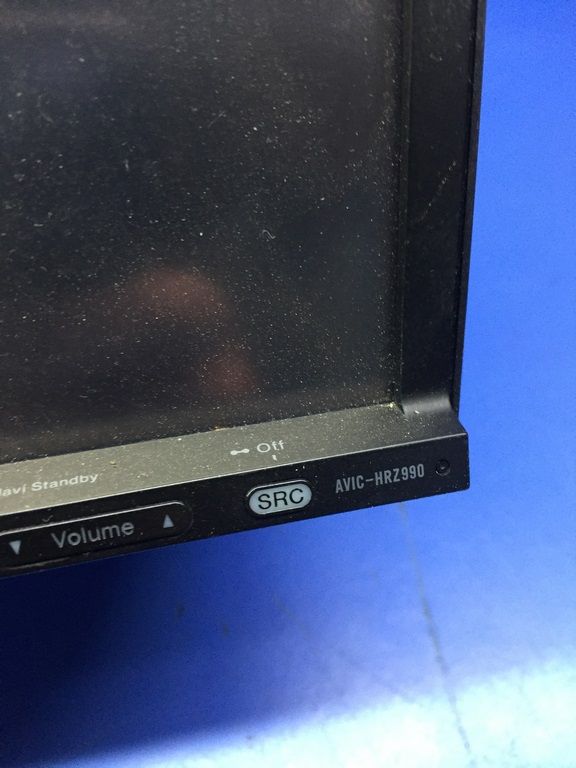 Off
Navi Standby
SRC
AVIC-HRZ990
▼ Volume ▲